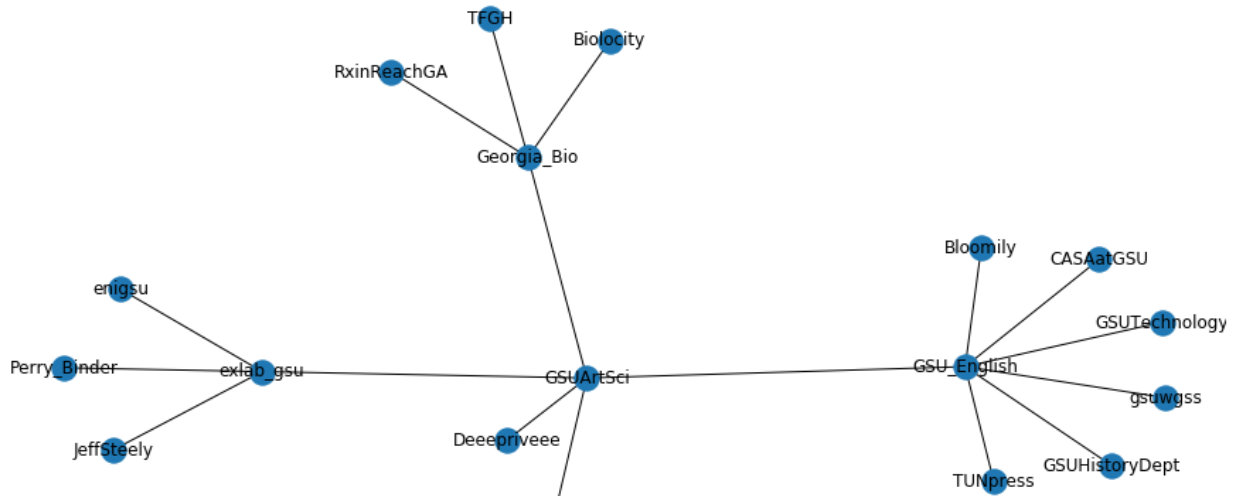 TFGH
Biolocity
RxinReachGA
Georgia_Bio
Bloomily
CASAatGSU
enigsu
GSUTechnology
Perry_Binder
exlab_gsu
GSUArtSci
GSU_English
gsuwgss
Deeepriveee
JeffSteely
GSUHistoryDept
TUNpress